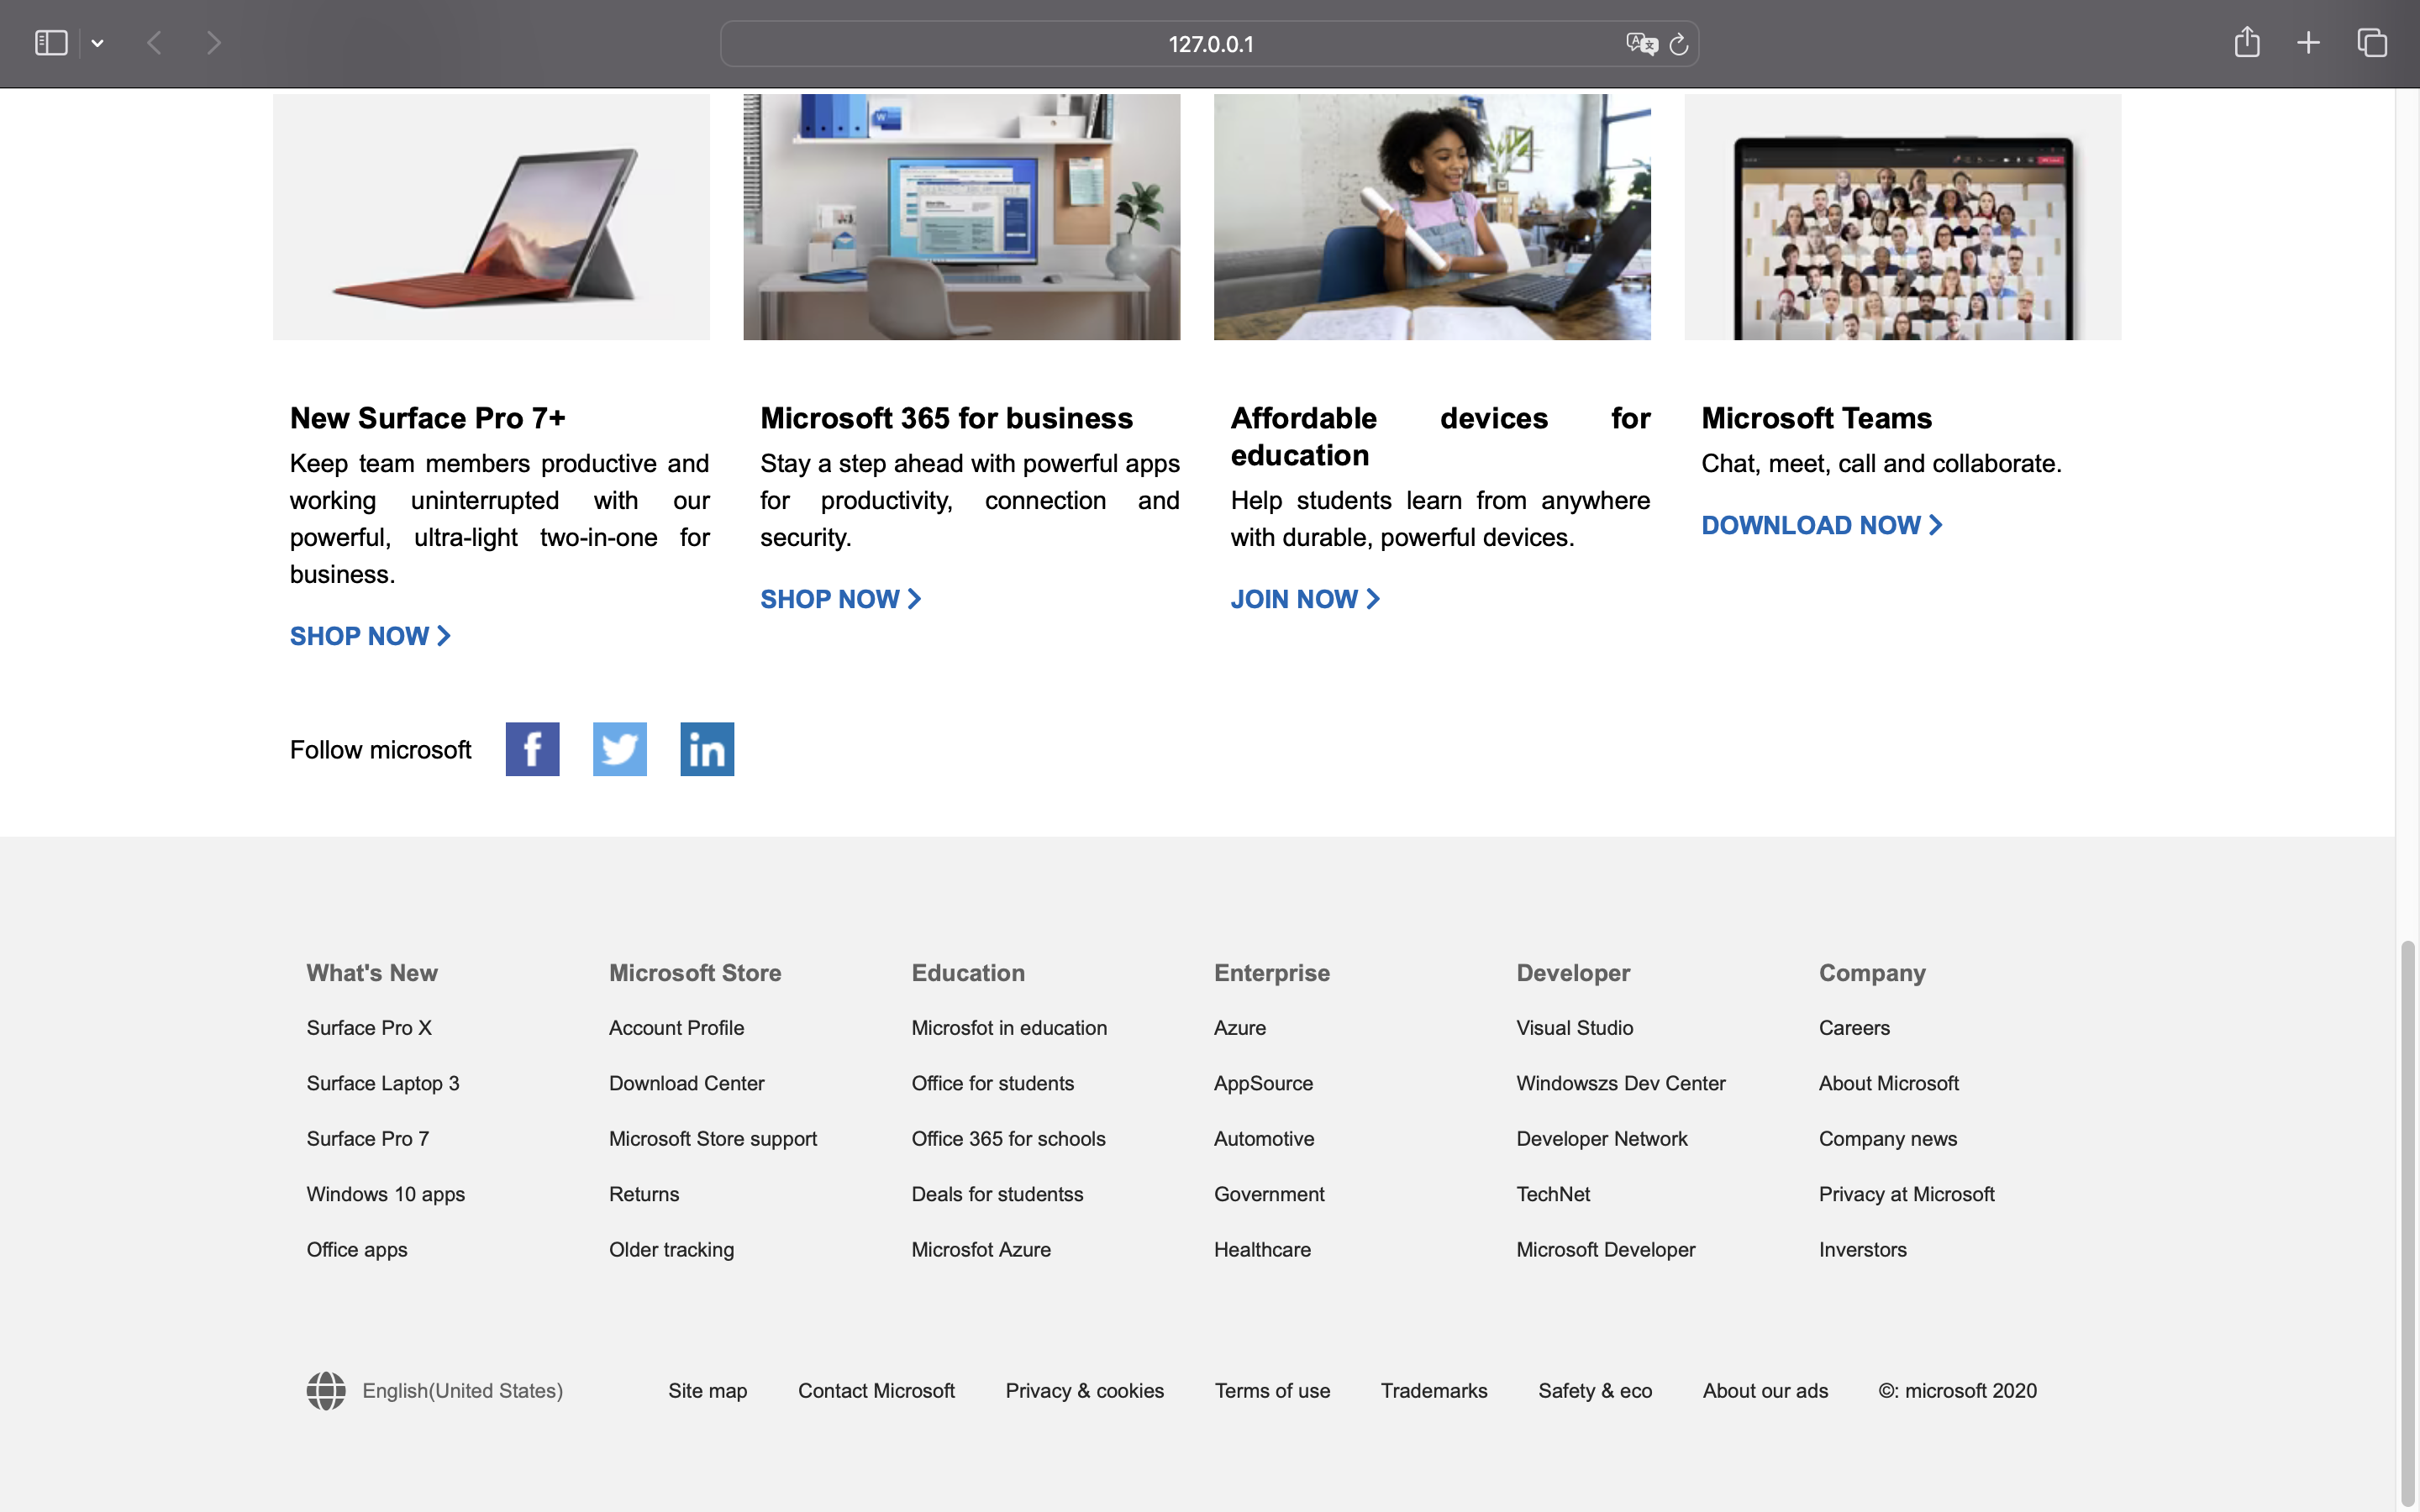 127.0.0.1
New Surface Pro 7+
Keep team members productive and
working uninterrupted with our
powerful, ultra-light two-in-one for
business.
SHOP NOW
Microsoft 365 for business
Stay a step ahead with powerful apps
for productivity, connection and
security.
SHOP NOW
Affordable devices for
education
Help students learn from anywhere
with durable, powerful devices.
JOIN NOW
Microsoft Teams
Chat, meet, call and collaborate.
DOWNLOAD NOW
Follow microsoft
What's New
Surface Pro X
Surface Laptop 3
Surface Pro 7
Windows 10 apps
Office apps
Microsoft Store
Account Profile
Download Center
Microsoft Store support
Returns
Older tracking
Education
Microsfot in education
Office for students
Office 365 for schools
Deals for studentss
Microsfot Azure
Enterprise
Azure
AppSource
Automotive
Government
Healthcare
Developer
Visual Studio
Windowszs Dev Center
Developer Network
TechNet
Microsoft Developer
Company
Careers
About Microsoft
Company news
Privacy at Microsoft
Inverstors
English(United States)
Site map
Contact Microsoft
Privacy & cookies
Terms of use
Trademarks
Safety & eco
About our ads
©: microsoft 2020